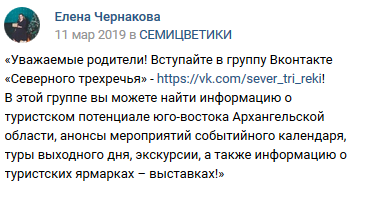 Елена Чернакова
11 мар 2019 в СЕМИЦВЕТИКИ
«Уважаемые родители! Вступайте в группу Вконтакте
«Северного трехречья» - https://vk.com/sever_tri_reki!
В этой группе вы можете найти информацию о
туристском потенциале юго-востока Архангельской
области, анонсы мероприятий событийного календаря,
туры выходного дня, экскурсии, а также информацию о
туристских ярмарках – выставках!»